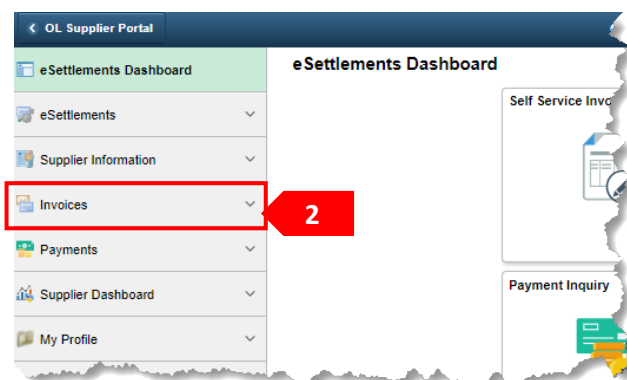 OL Supplier Portal
eSettlements Dashboard
eSettlements
Supplier Information
Invoices
2
Payments
Supplier Dashboard
My Profile
eSettlements Dashboard
Self Service
Payment Inquiry